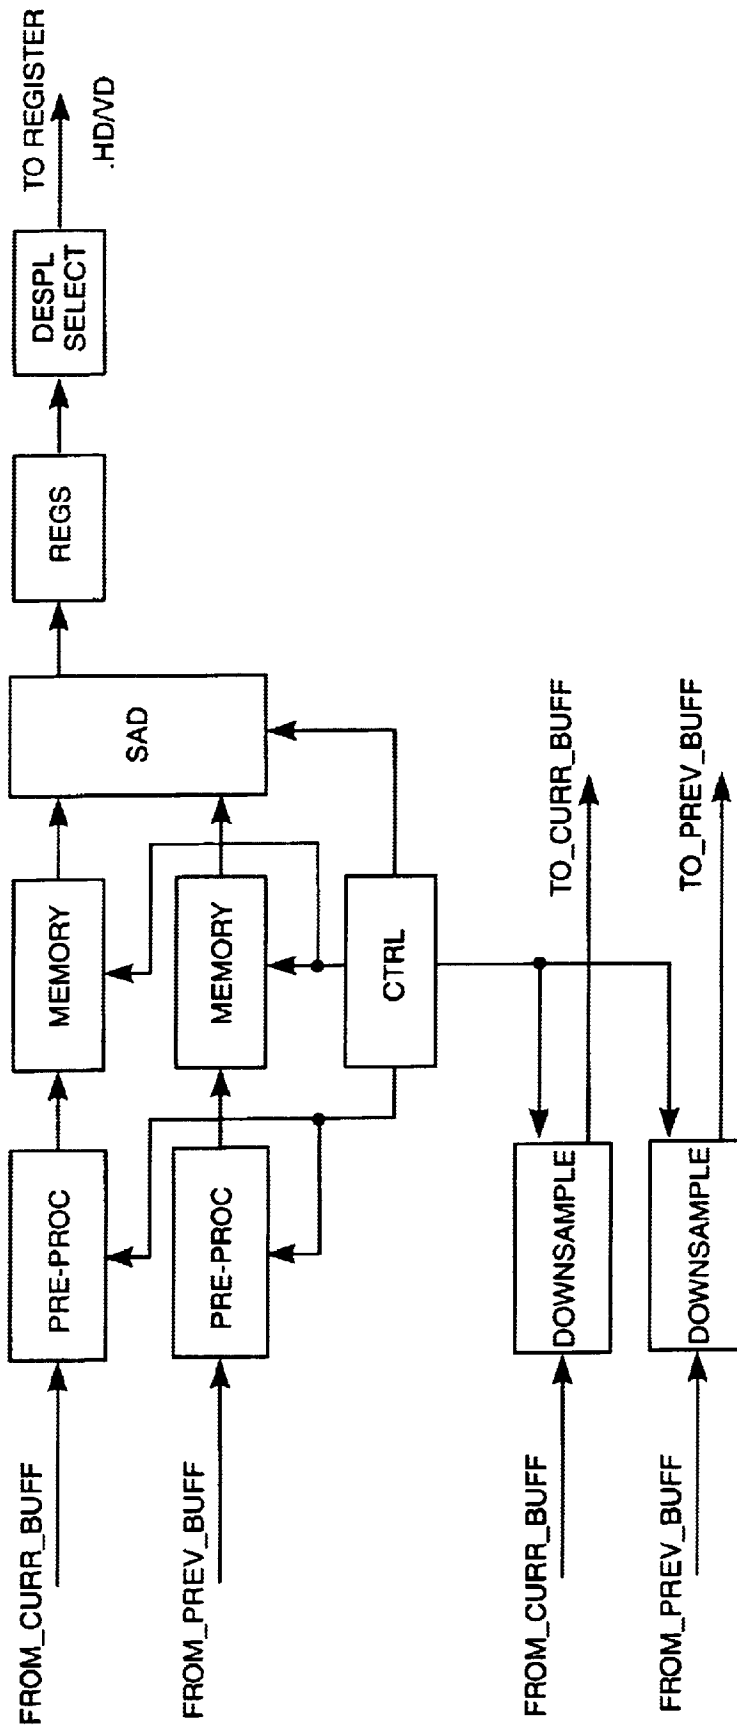 FROM_CURR_BUFF
PRE-PROC
MEMORY
SAD
REGS
DESPL
SELECT
TO REGISTER
.HD/VD
FROM_PREV_BUFF
PRE-PROC
MEMORY
CTRL
FROM_CURR_BUFF
DOWNSAMPLE
TO_CURR_BUFF
FROM_PREV_BUFF
DOWNSAMPLE
TO_PREV_BUFF